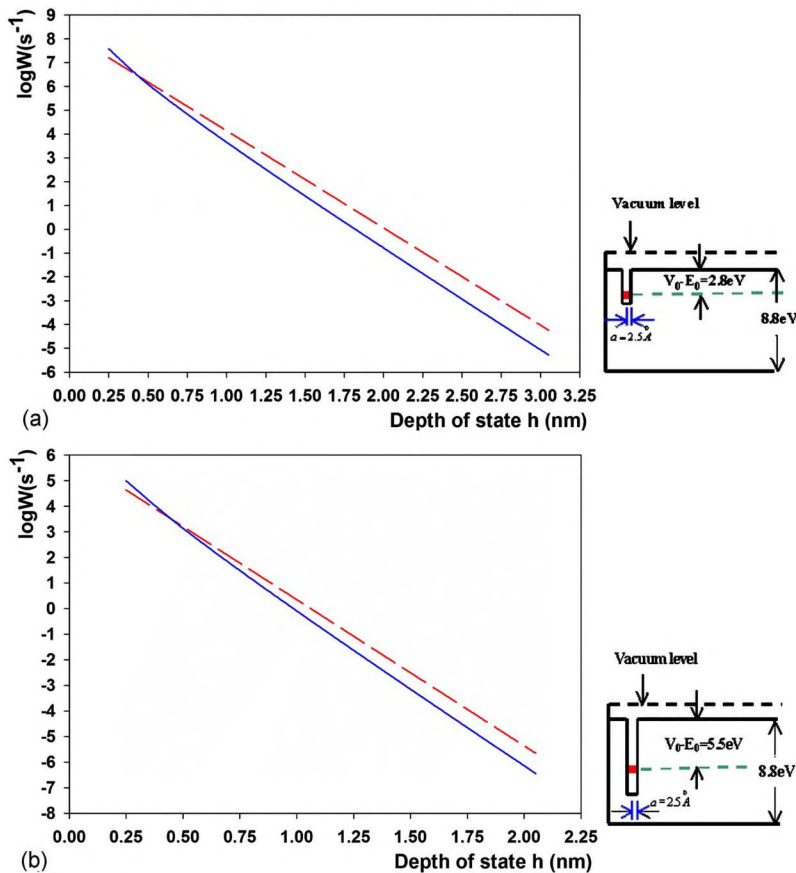 9
8
7
6
5
4
3
2
1
0
-1
-2
-3
-4
-5
-6
logW(s⁻¹)
0.00 0.25 0.50 0.75 1.00 1.25 1.50 1.75 2.00 2.25 2.50 2.75 3.00 3.25
(a)
Depth of state h (nm)
Vacuum level
V₀-E₀=2.8eV
8.8eV
a=2.5Å
6
5
4
3
2
1
0
-1
-2
-3
-4
-5
-6
-7
-8
logW(s⁻¹)
0.00 0.25 0.50 0.75 1.00 1.25 1.50 1.75 2.00 2.25
(b)
Depth of state h (nm)
Vacuum level
V₀-E₀=5.5eV
8.8eV
a=25Å